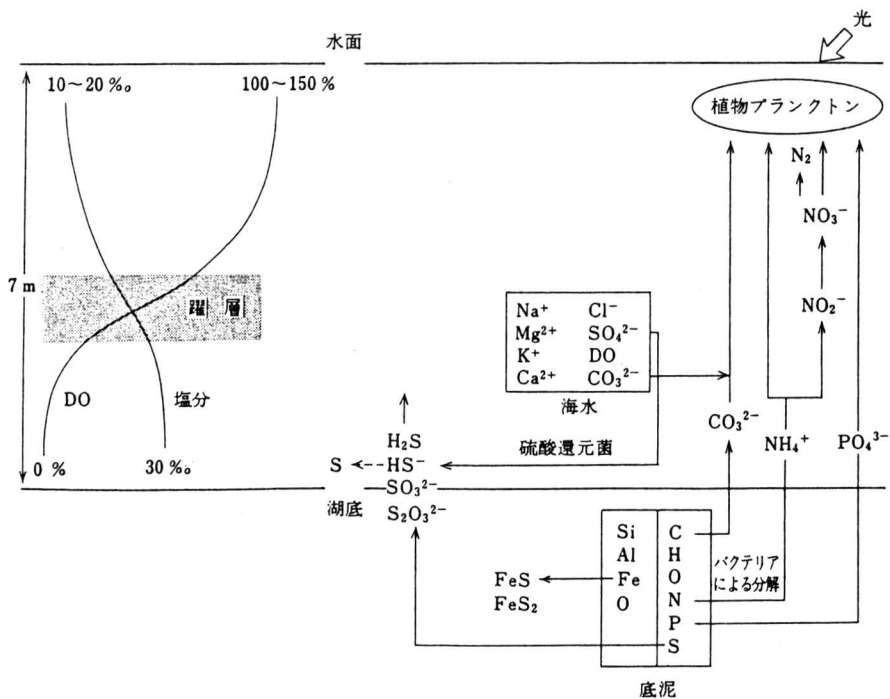 光
水面
10～20 ‰
100～150 %
植物プランクトン
N₂
NO₃⁻
7 m
躍 層
NO₂⁻
Na⁺ Cl⁻
Mg²⁺ SO₄²⁻
K⁺ DO
Ca²⁺ CO₃²⁻
海水
DO
塩分
CO₃²⁻
NH₄⁺
PO₄³⁻
H₂S
硫酸還元菌
0 %
30 ‰
S
HS⁻
SO₃²⁻
湖底
S₂O₃²⁻
Si C
Al H
Fe O
O N
P
S
バクテリア
による分解
FeS
FeS₂
底泥